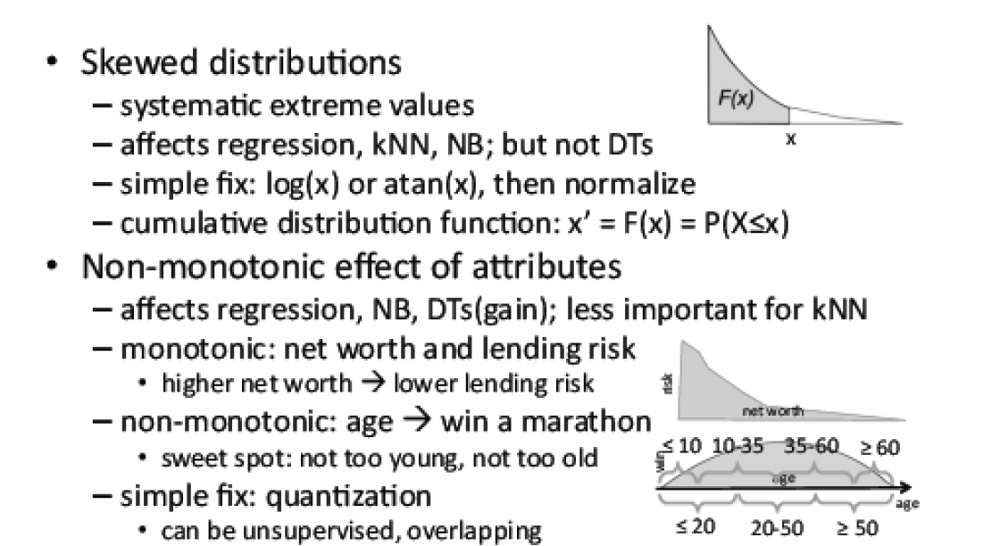 • Skewed distributions
– systematic extreme values
– affects regression, kNN, NB; but not DTs
– simple fix: log(x) or atan(x), then normalize
– cumulative distribution function: x′ = F(x) = P(X≤x)
F(x)
x
• Non-monotonic effect of attributes
– affects regression, NB, DTs(gain); less important for kNN
– monotonic: net worth and lending risk
• higher net worth → lower lending risk
risk
net worth
– non-monotonic: age → win a marathon
• sweet spot: not too young, not too old
– simple fix: quantization
• can be unsupervised, overlapping
≤ 10 10-35 35-60 ≥ 60
win
age
age
≤ 20 20-50 ≥ 50